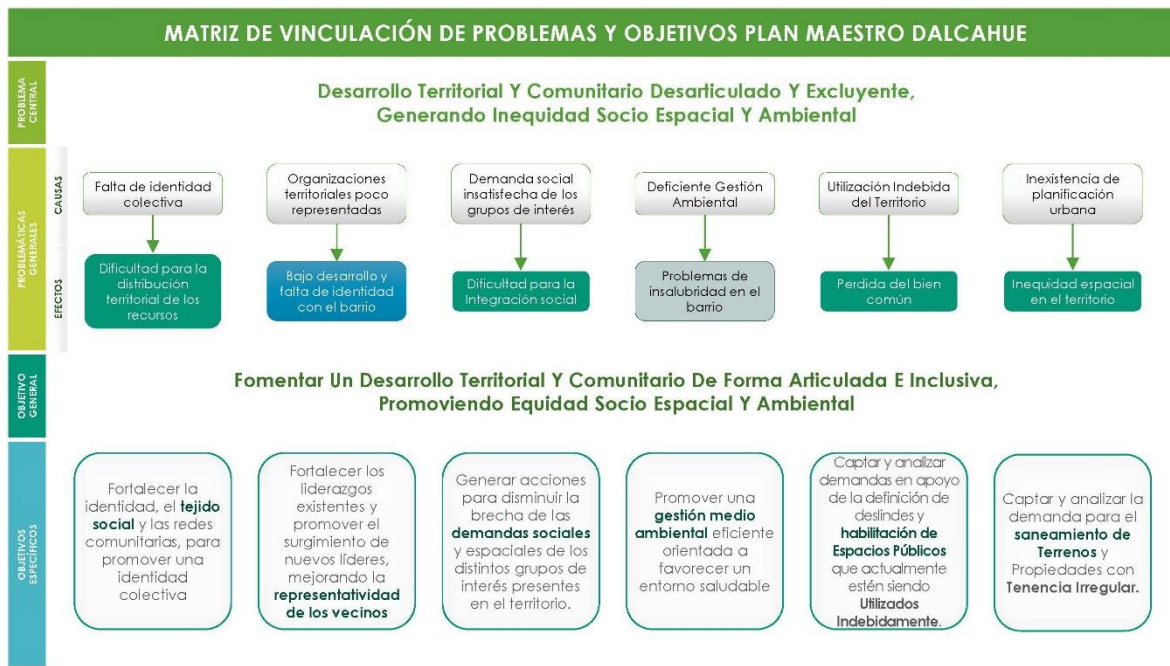 MATRIZ DE VINCULACIÓN DE PROBLEMAS Y OBJETIVOS PLAN MAESTRO DALCAHUE
PROBLEMA
CENTRAL
Desarrollo Territorial Y Comunitario Desarticulado Y Excluyente,
Generando Inequidad Socio Espacial Y Ambiental
PROBLEMÁTICAS
GENERALES
CAUSAS
Falta de identidad
colectiva
Organizaciones
territoriales poco
representadas
Demanda social
insatisfecha de los
grupos de interés
Deficiente Gestión
Ambiental
Utilización Indebida
del Territorio
Inexistencia de
planificación
urbana
EFECTOS
Dificultad para la
distribución
territorial de los
recursos
Bajo desarrollo y
falta de identidad
con el barrio
Dificultad para la
Integración social
Problemas de
insalubridad en el
barrio
Perdida del bien
común
Inequidad espacial
en el territorio
OBJETIVO
GENERAL
Fomentar Un Desarrollo Territorial Y Comunitario De Forma Articulada E Inclusiva,
Promoviendo Equidad Socio Espacial Y Ambiental
OBJETIVOS
ESPECÍFICOS
Fortalecer la
identidad, el tejido
social y las redes
comunitarias, para
promover una
identidad
colectiva
Fortalecer los
liderazgos
existentes y
promover el
surgimiento de
nuevos líderes,
mejorando la
representatividad
de los vecinos
Generar acciones
para disminuir la
brecha de las
demandas sociales
y espaciales de los
distintos grupos de
interés presentes
en el territorio.
Promover una
gestión medio
ambiental eficiente
orientada a
favorecer un
entorno saludable
Captar y analizar
demandas en apoyo
de la definición de
deslindes y
habilitación de
Espacios Públicos
que actualmente
estén siendo
Utilizados
Indebidamente.
Captar y analizar la
demanda para el
saneamiento de
Terrenos y
Propiedades con
Tenencia Irregular.